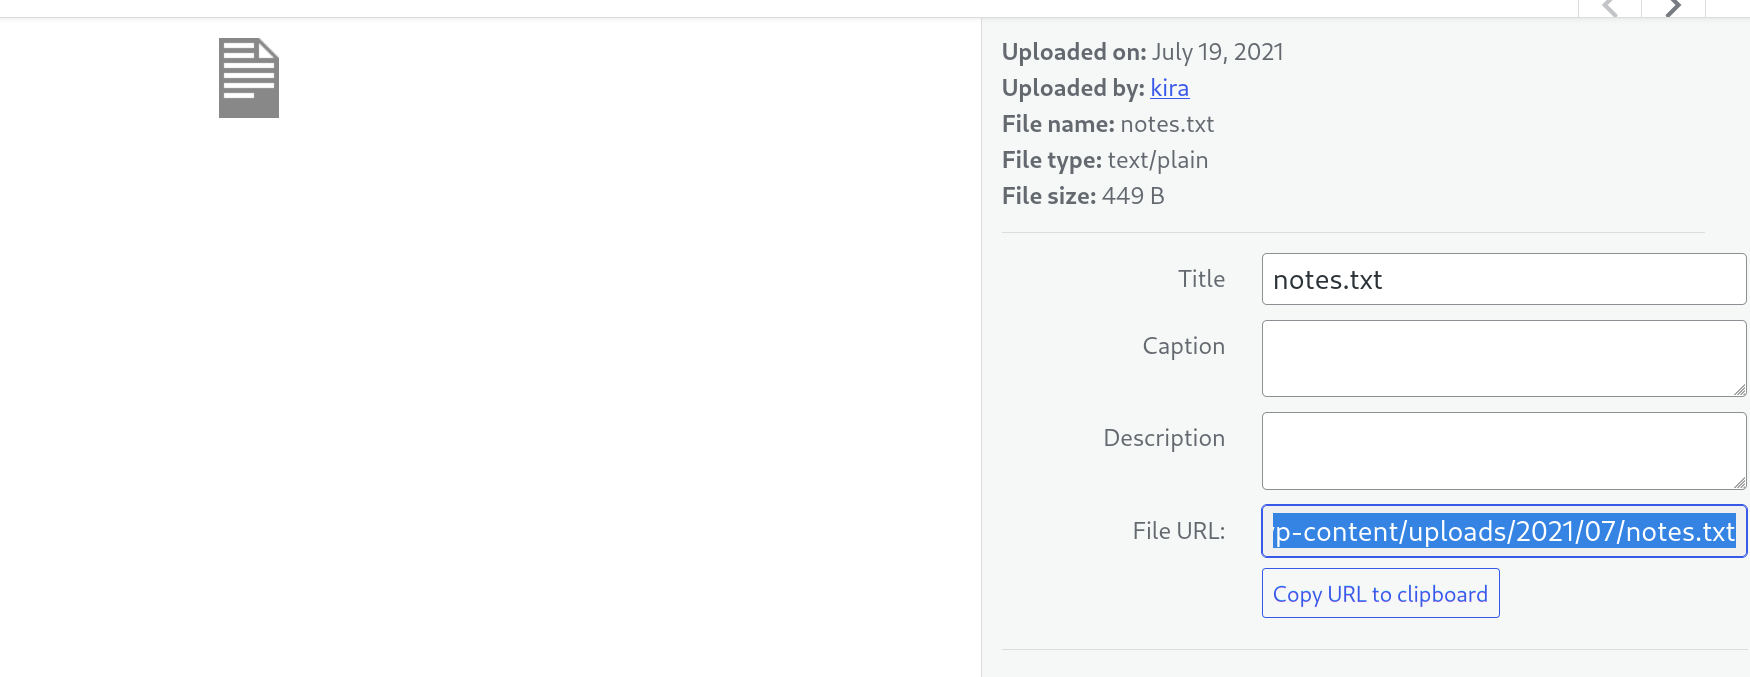 Uploaded on: July 19, 2021
Uploaded by: kira
File name: notes.txt
File type: text/plain
File size: 449 B
Title notes.txt
Caption
Description
File URL: p-content/uploads/2021/07/notes.txt
Copy URL to clipboard